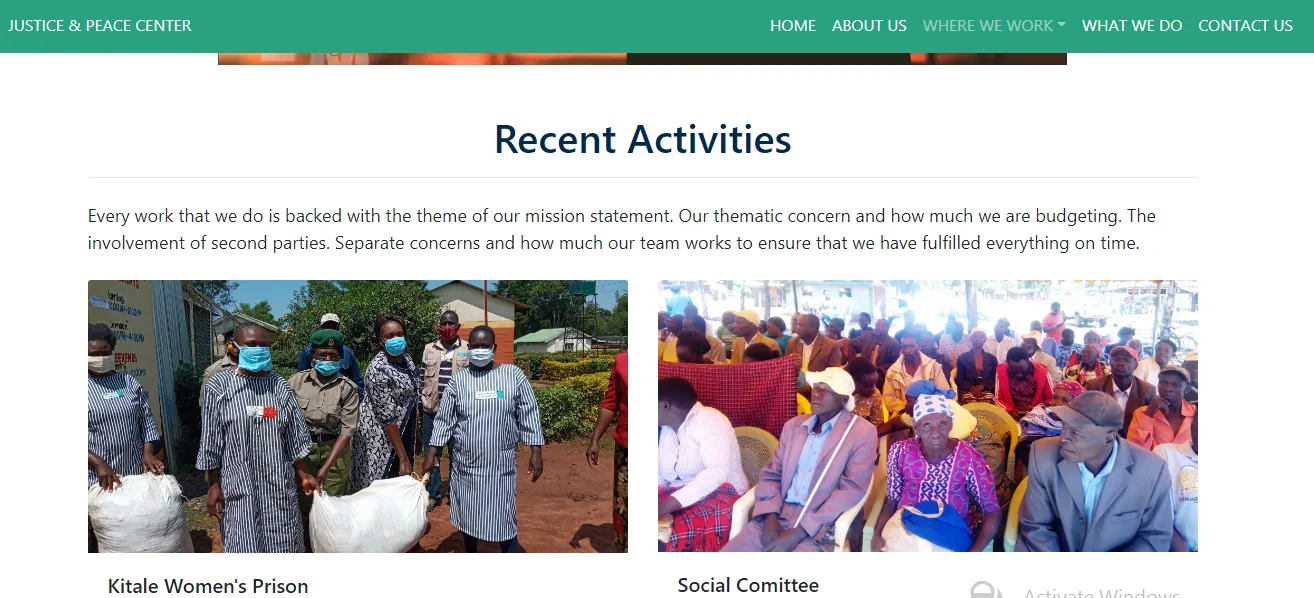 JUSTICE & PEACE CENTER
HOME ABOUT US WHERE WE WORK WHAT WE DO CONTACT US
Recent Activities
Every work that we do is backed with the theme of our mission statement. Our thematic concern and how much we are budgeting. The
involvement of second parties. Separate concerns and how much our team works to ensure that we have fulfilled everything on time.
Kitale Women's Prison
Social Comittee
Activate Windows